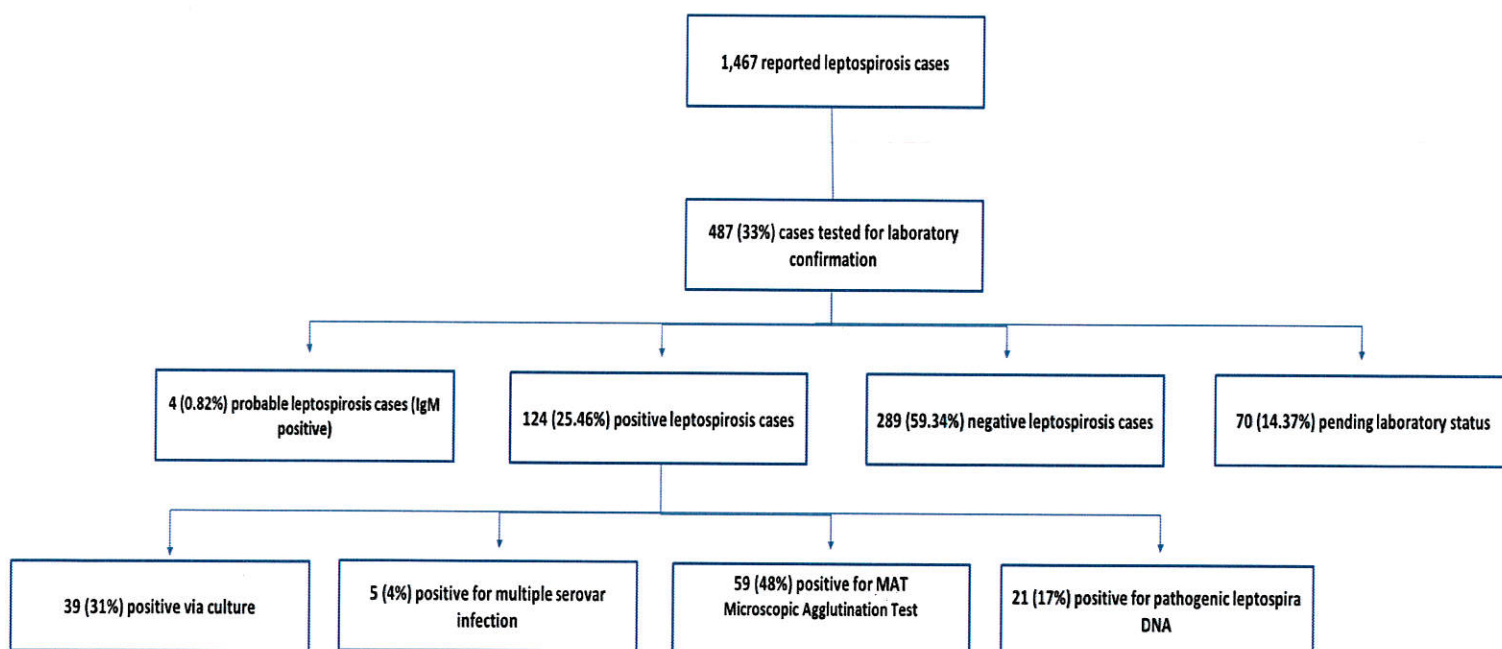 1,467 reported leptospirosis cases
487 (33%) cases tested for laboratory
confirmation
4 (0.82%) probable leptospirosis cases (IgM
positive)
124 (25.46%) positive leptospirosis cases
289 (59.34%) negative leptospirosis cases
70 (14.37%) pending laboratory status
39 (31%) positive via culture
5 (4%) positive for multiple serovar
infection
59 (48%) positive for MAT
Microscopic Agglutination Test
21 (17%) positive for pathogenic leptospira
DNA